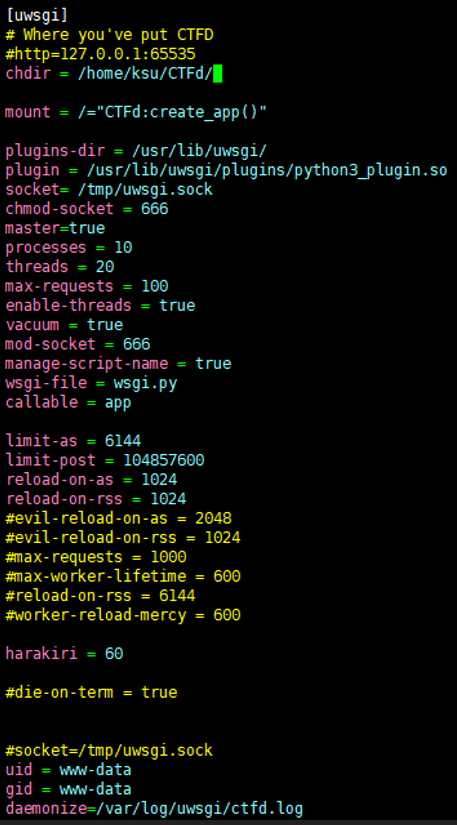 [uwsgi]
# Where you've put CTFD
#http=127.0.0.1:65535
chdir = /home/ksu/CTFd/
mount = /="CTFd:create_app()"
plugins-dir = /usr/lib/uwsgi/
plugin = /usr/lib/uwsgi/plugins/python3_plugin.so
socket= /tmp/uwsgi.sock
chmod-socket = 666
master=true
processes = 10
threads = 20
max-requests = 100
enable-threads = true
vacuum = true
mod-socket = 666
manage-script-name = true
wsgi-file = wsgi.py
callable = app
limit-as = 6144
limit-post = 104857600
reload-on-as = 1024
reload-on-rss = 1024
#evil-reload-on-as = 2048
#evil-reload-on-rss = 1024
#max-requests = 1000
#max-worker-lifetime = 600
#reload-on-rss = 6144
#worker-reload-mercy = 600
harakiri = 60
#die-on-term = true
#socket=/tmp/uwsgi.sock
uid = www-data
gid = www-data
daemonize=/var/log/uwsgi/ctfd.log